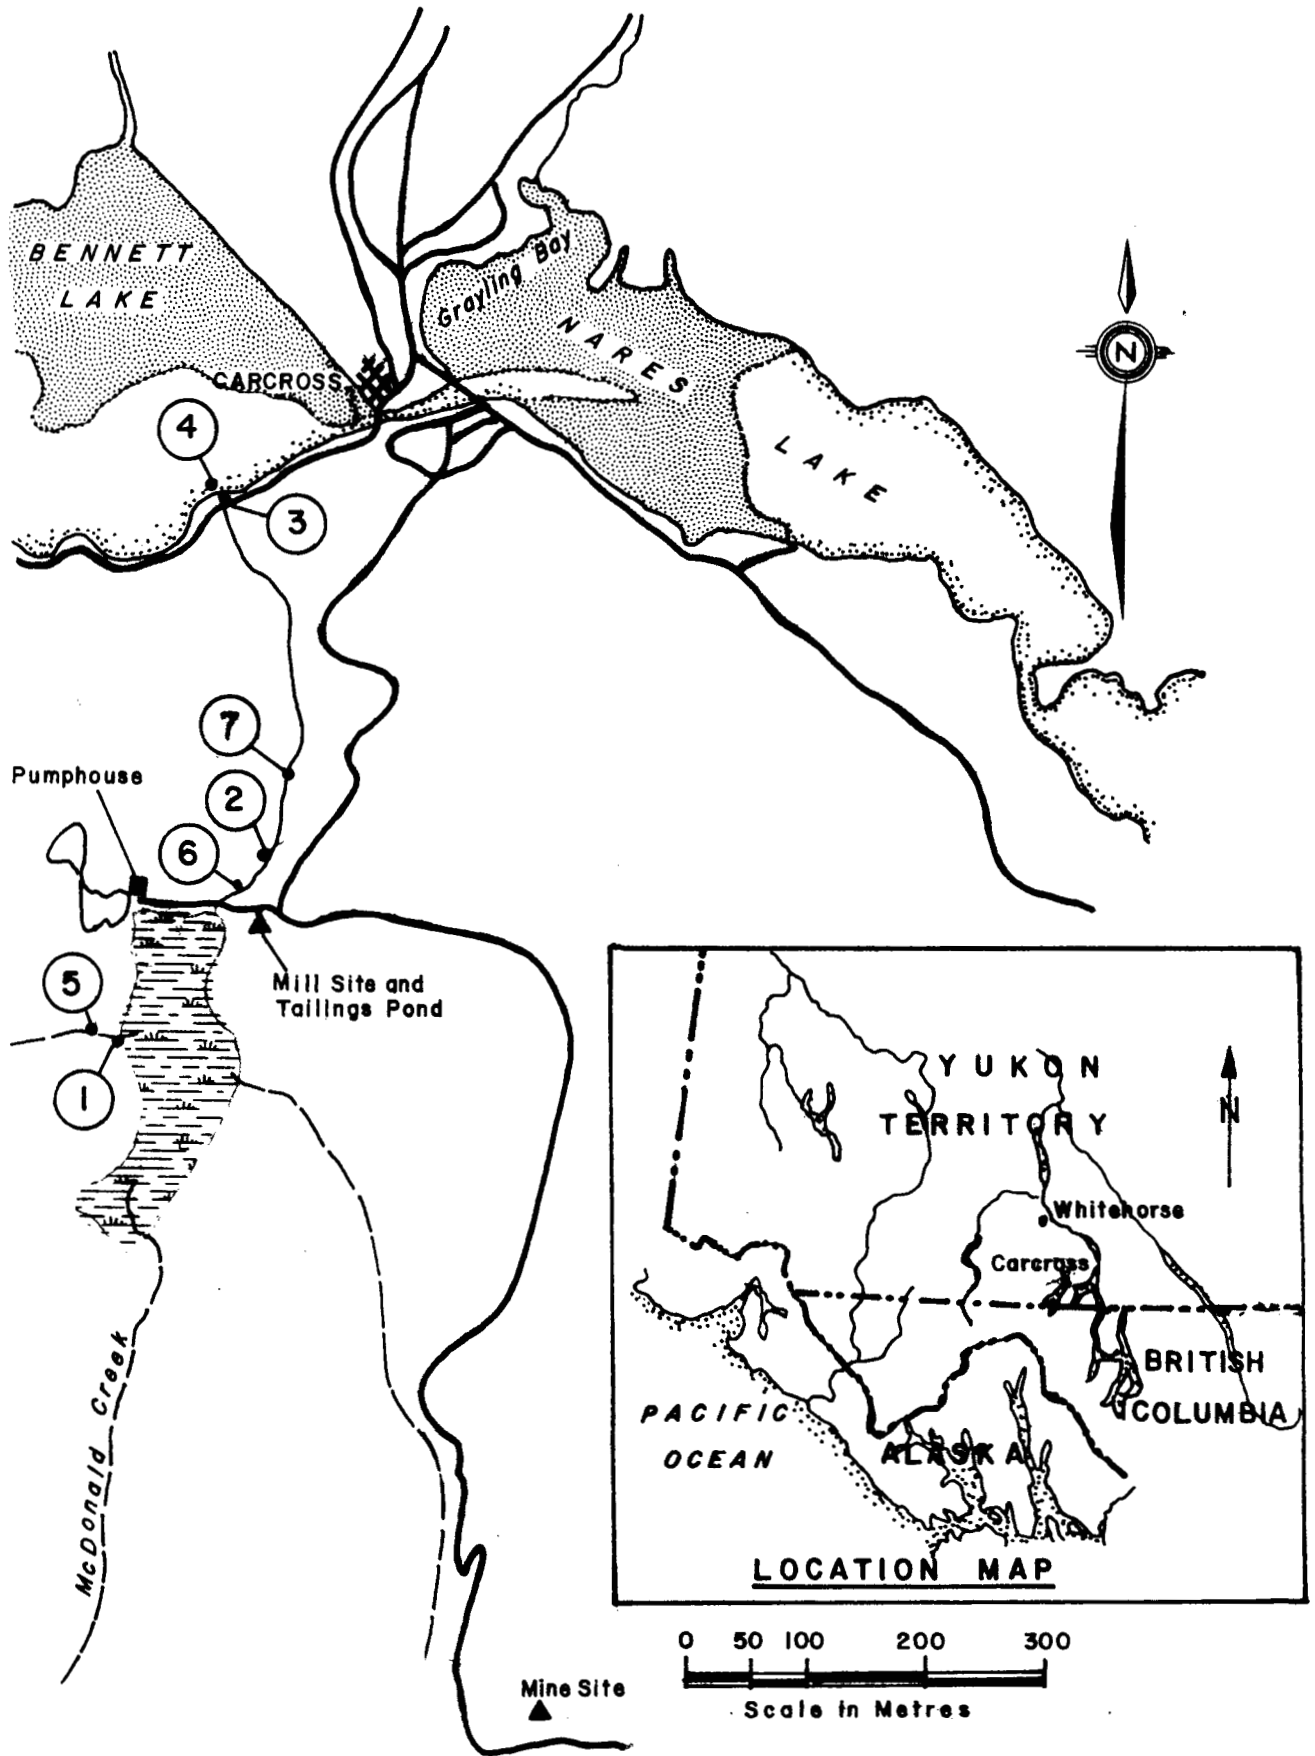 BENNETT
LAKE
Grayling Bay
NARES
LAKE
N
CARCROSS
4
3
7
Pumphouse
2
6
5
Mill Site and
Tailings Pond
1
McDonald Creek
Mine Site
YUKON
TERRITORY
N
Whitehorse
Carcross
BRITISH
COLUMBIA
PACIFIC
OCEAN
ALASKA
LOCATION MAP
0 50 100 200 300
Scale in Metres